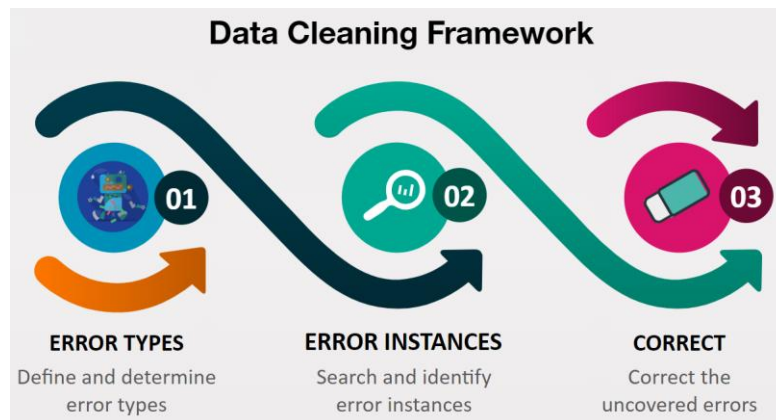 Data Cleaning Framework
01
02
03
ERROR TYPES
Define and determine
error types
ERROR INSTANCES
Search and identify
error instances
CORRECT
Correct the
uncovered errors